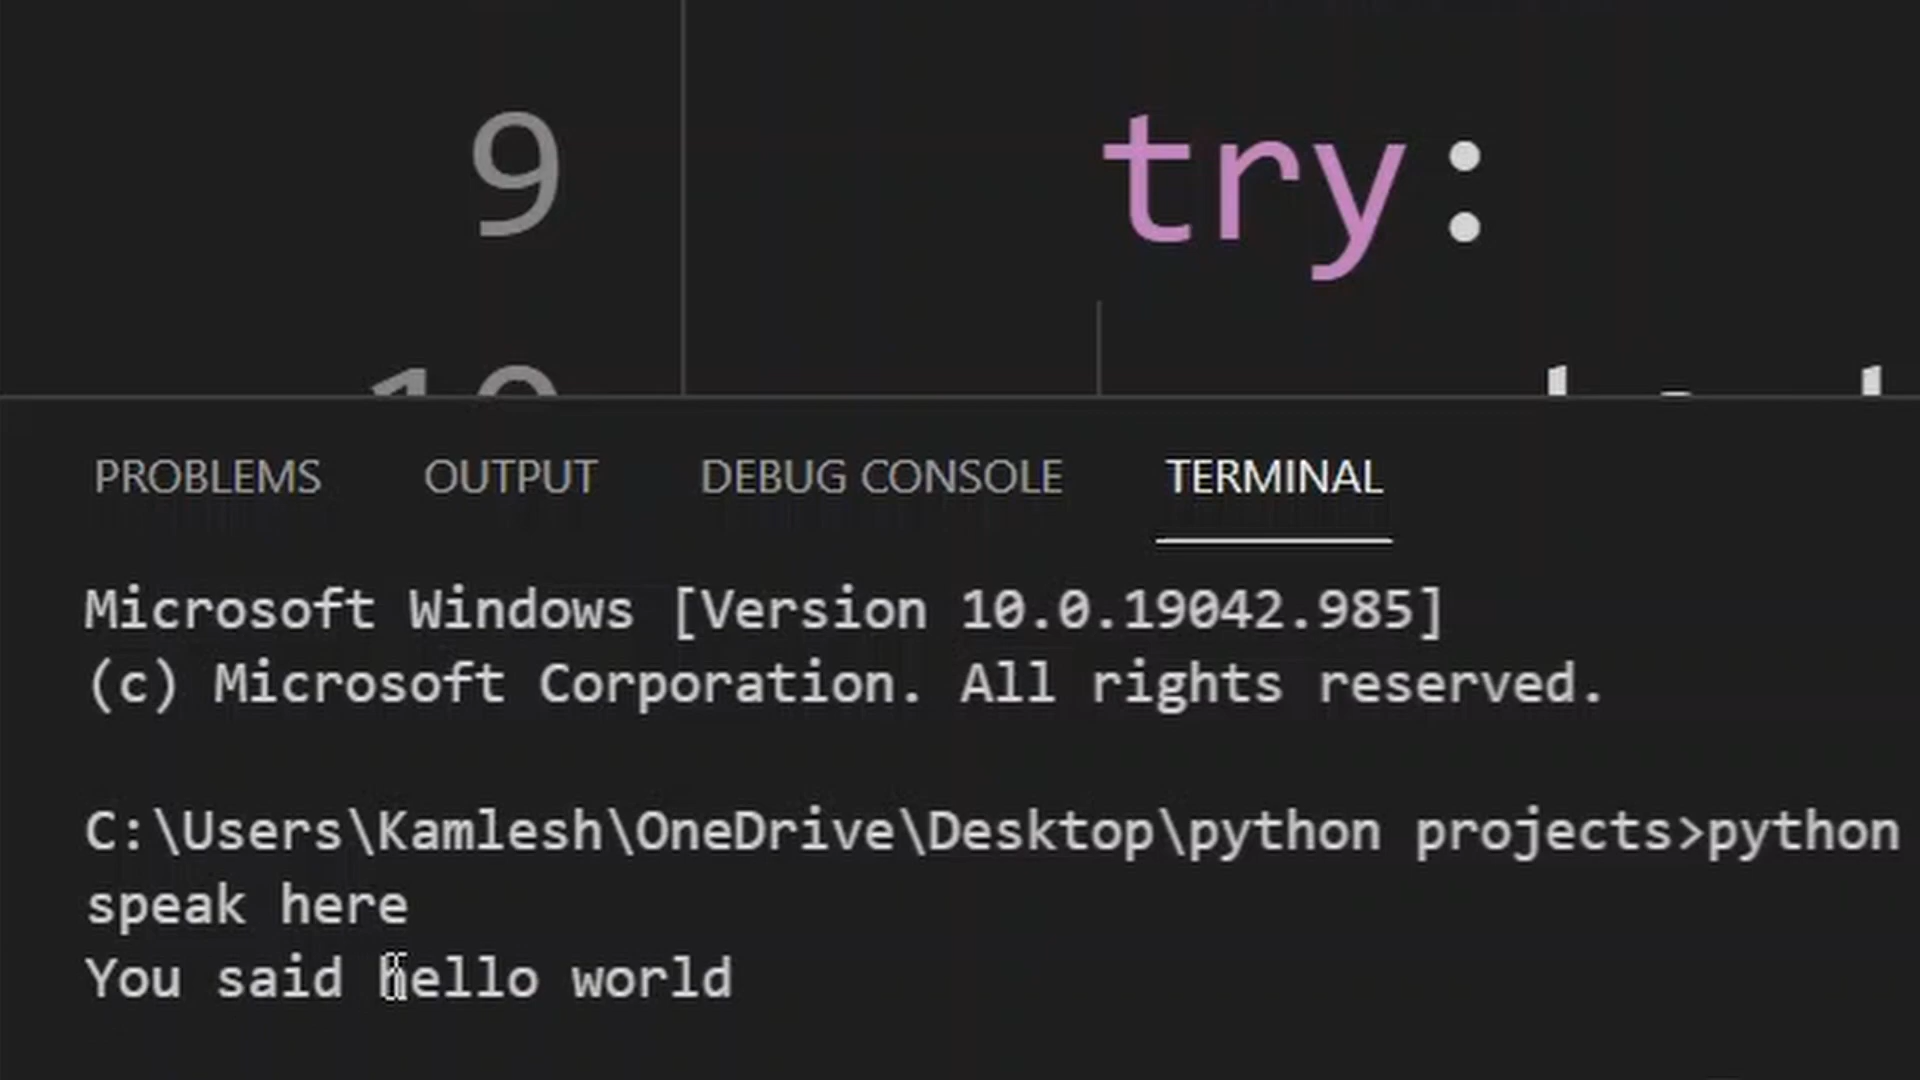 9 try:
10
PROBLEMS OUTPUT DEBUG CONSOLE TERMINAL
Microsoft Windows [Version 10.0.19042.985]
(c) Microsoft Corporation. All rights reserved.
C:\Users\Kamlesh\OneDrive\Desktop\python projects>python
speak here
You said hello world